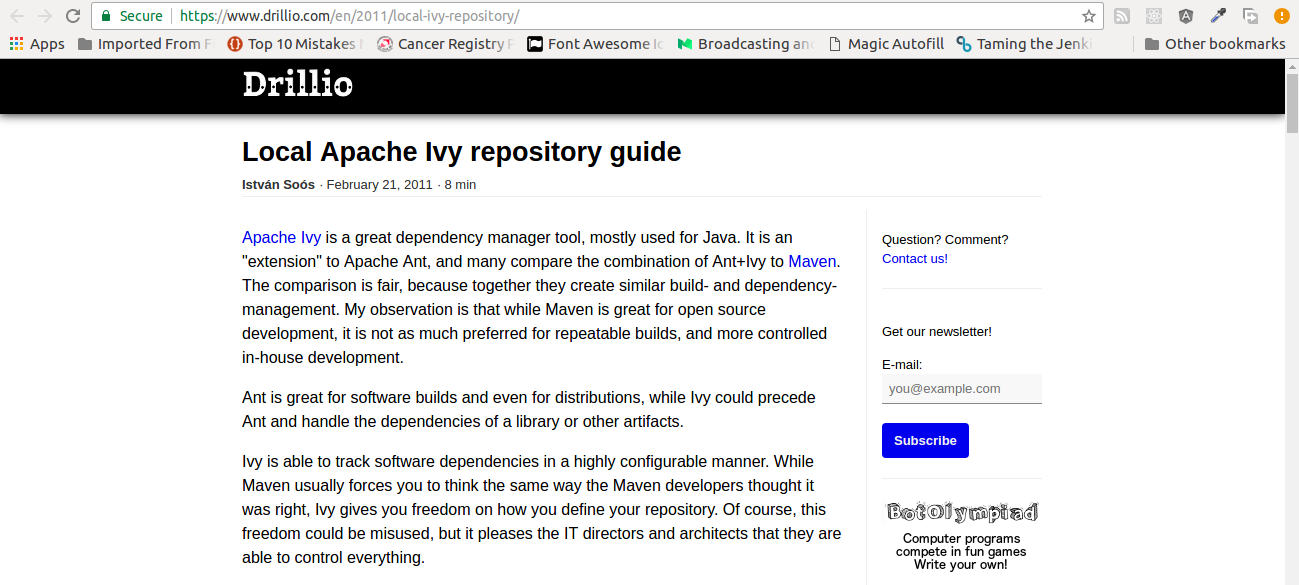 Secure https://www.drillio.com/en/2011/local-ivy-repository/
Apps Imported From Top 10 Mistakes Cancer Registry Font Awesome Broadcasting Magic Autofill Taming the Other bookmarks
Drillio
Local Apache Ivy repository guide
István Soós · February 21, 2011 · 8 min
Apache Ivy is a great dependency manager tool, mostly used for Java. It is an
"extension" to Apache Ant, and many compare the combination of Ant+Ivy to Maven.
The comparison is fair, because together they create similar build- and dependency-
management. My observation is that while Maven is great for open source
development, it is not as much preferred for repeatable builds, and more controlled
in-house development.
Ant is great for software builds and even for distributions, while Ivy could precede
Ant and handle the dependencies of a library or other artifacts.
Ivy is able to track software dependencies in a highly configurable manner. While
Maven usually forces you to think the same way the Maven developers thought it
was right, Ivy gives you freedom on how you define your repository. Of course, this
freedom could be misused, but it pleases the IT directors and architects that they are
able to control everything.
Question? Comment?
Contact us!
Get our newsletter!
E-mail:
you@example.com
Subscribe
BotOlympiad
Computer programs
compete in fun games
Write your own!